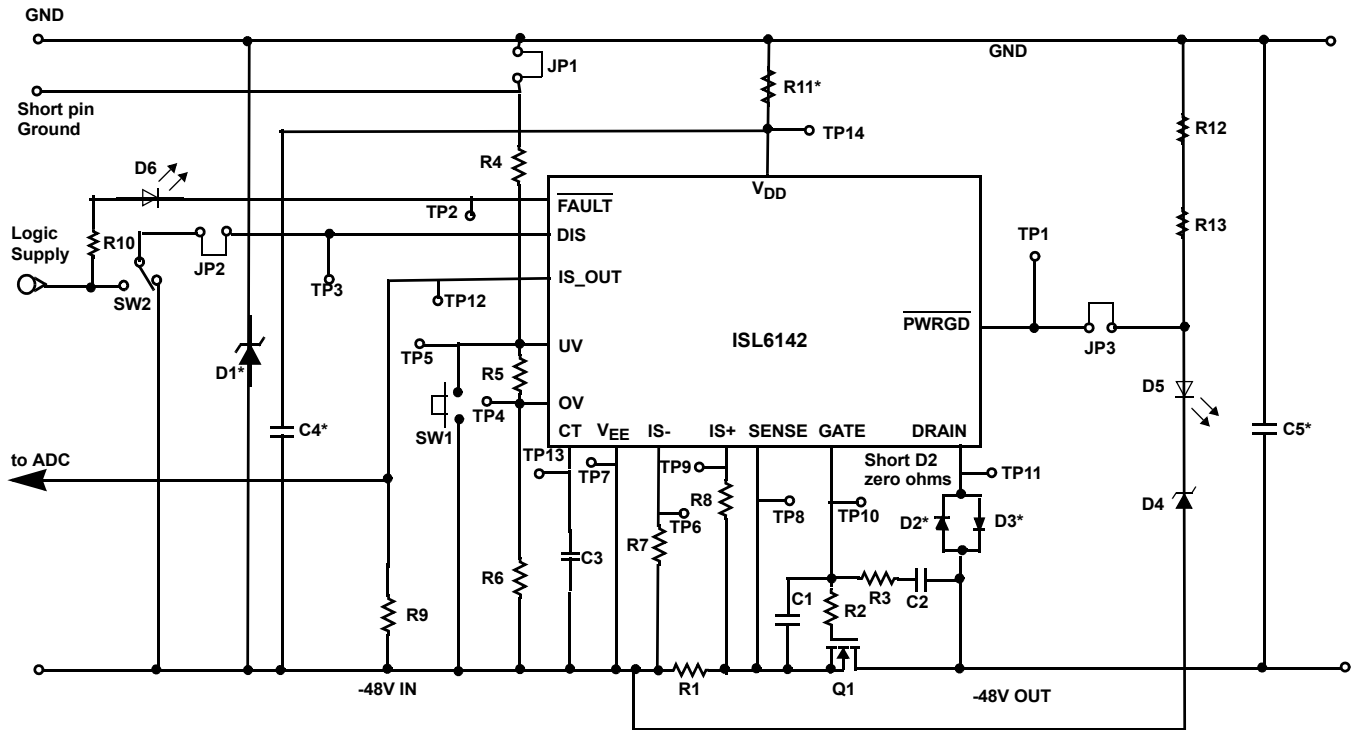 GND
GND
JP1
R11*
Short pin
Ground
TP14
R12
R4
D6
VDD
TP2
FAULT
R13
Logic
Supply
R10
DIS
TP1
JP2
IS_OUT
TP3
TP12
SW2
PWRGD
ISL6142
JP3
TP5
UV
D1*
R5
D5
TP4
OV
C4*
SW1
CT
VEE
IS-
IS+
SENSE
GATE
DRAIN
C5*
to ADC
TP13
TP7
TP9
Short D2
zero ohms
TP11
R8
TP6
TP8
TP10
D2*
D3*
D4
R7
C3
R6
C1
R3
C2
R2
R9
-48V IN
R1
Q1
-48V OUT